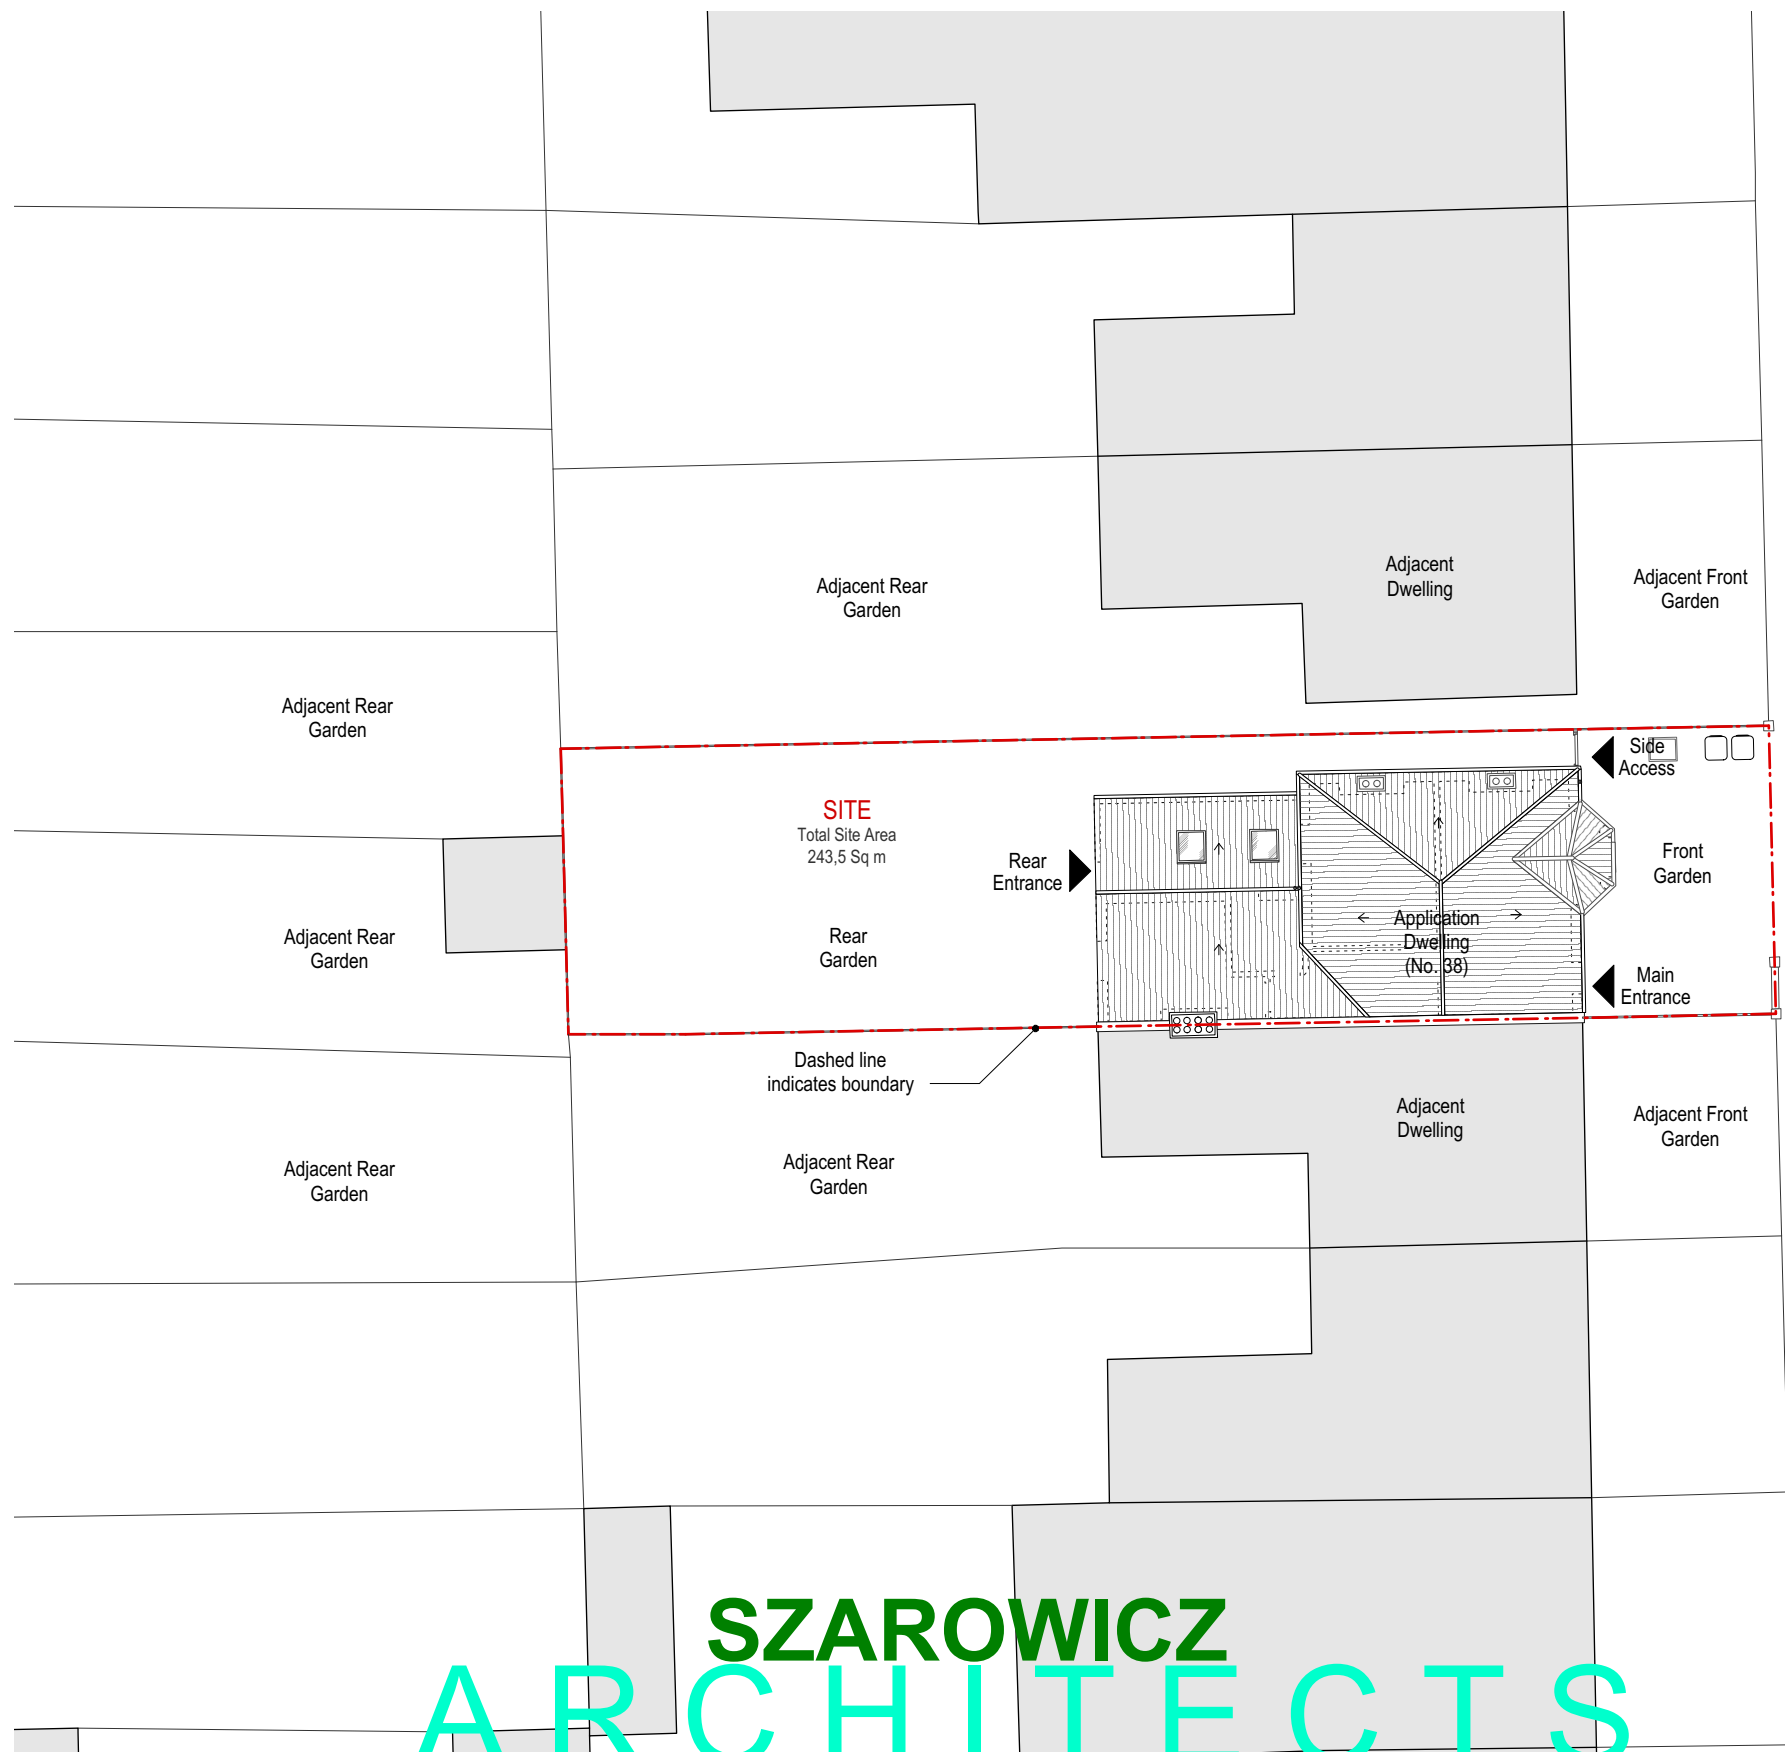 Adjacent
Dwelling
Adjacent Rear
Garden
Adjacent Front
Garden
Adjacent Rear
Garden
Side
Access
SITE
Total Site Area
243,5 Sq m
Rear
Entrance
Front
Garden
Application
Dwelling
(No. 38)
Adjacent Rear
Garden
Rear
Garden
Main
Entrance
Dashed line
indicates boundary
Adjacent
Dwelling
Adjacent Front
Garden
Adjacent Rear
Garden
Adjacent Rear
Garden
SZAROWICZ
ARCHITECTS